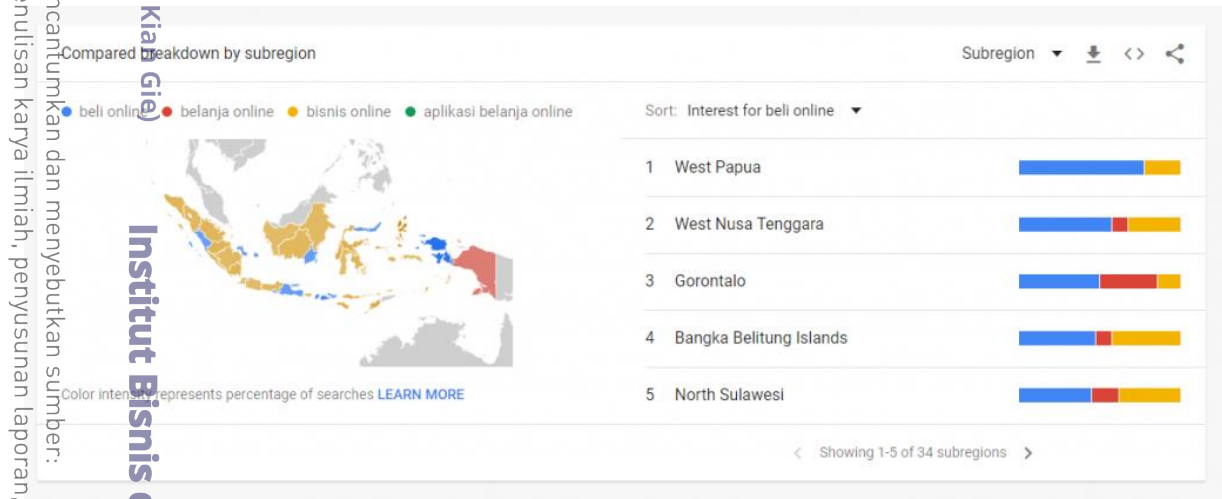 Compared breakdown by subregion
Subregion
beli online
belanja online
bisnis online
aplikasi belanja online
Sort: Interest for beli online
1 West Papua
2 West Nusa Tenggara
3 Gorontalo
4 Bangka Belitung Islands
5 North Sulawesi
Color intensity represents percentage of searches LEARN MORE
Showing 1-5 of 34 subregions
Kian Gie)
Institut Bisnis
ncantumkan dan menyebutkan sumber:
enulisan karya ilmiah, penyusunan laporan,